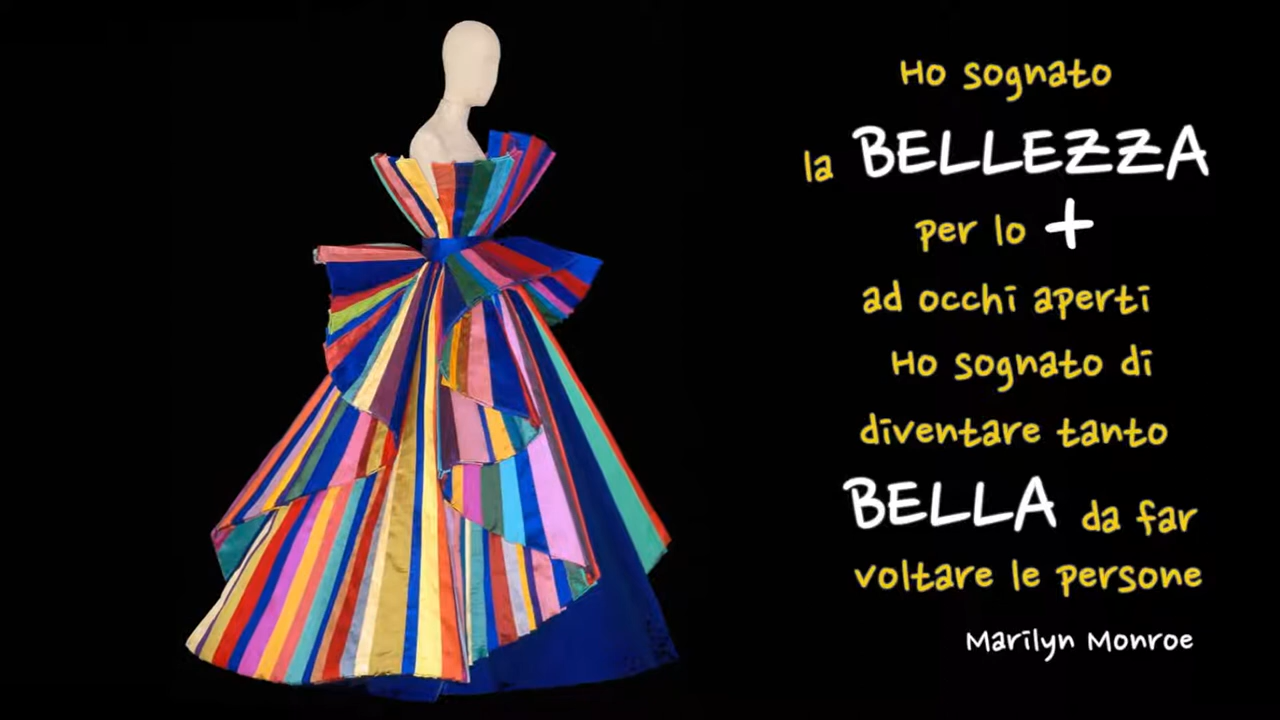 Ho sognato
la BELLEZZA
per lo +
ad occhi aperti
Ho sognato di
diventare tanto
BELLA da far
voltare le persone
Marilyn Monroe